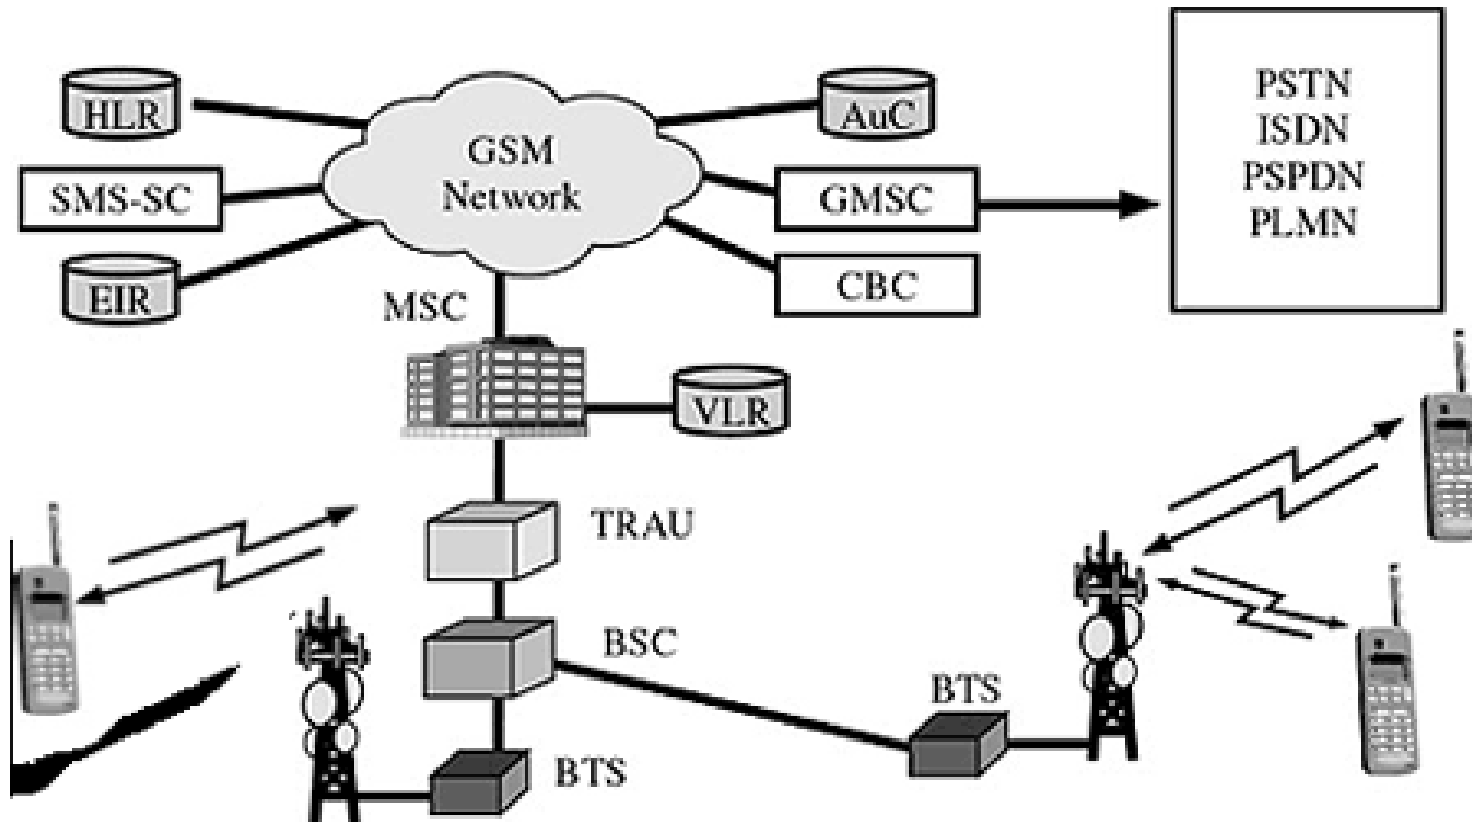 HLR
SMS-SC
EIR
GSM
Network
AuC
GMSC
CBC
PSTN
ISDN
PSPDN
PLMN
MSC
VLR
TRAU
BSC
BTS
BTS